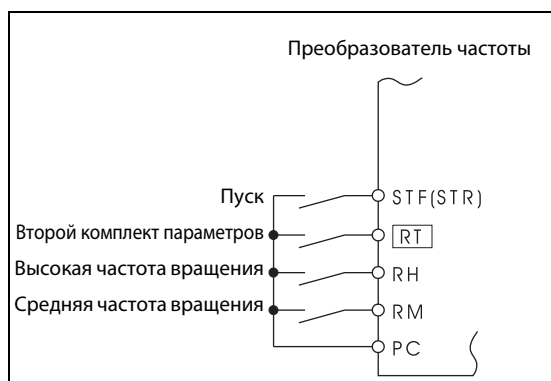 Преобразователь частоты
Пуск STF(STR)
Второй комплект параметров RT
Высокая частота вращения RH
Средняя частота вращения RM
PC